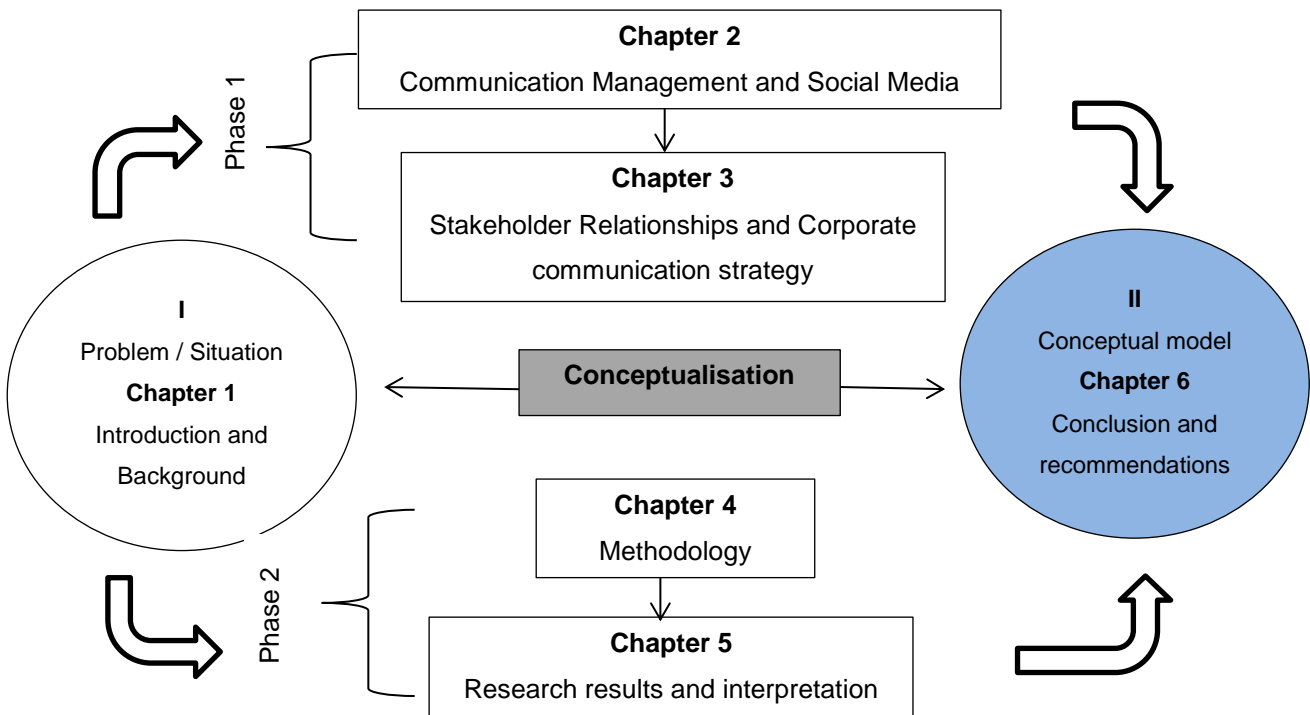 Phase 1
Chapter 2
Communication Management and Social Media
Chapter 3
Stakeholder Relationships and Corporate
communication strategy
I
Problem / Situation
Chapter 1
Introduction and
Background
Conceptualisation
II
Conceptual model
Chapter 6
Conclusion and
recommendations
Phase 2
Chapter 4
Methodology
Chapter 5
Research results and interpretation